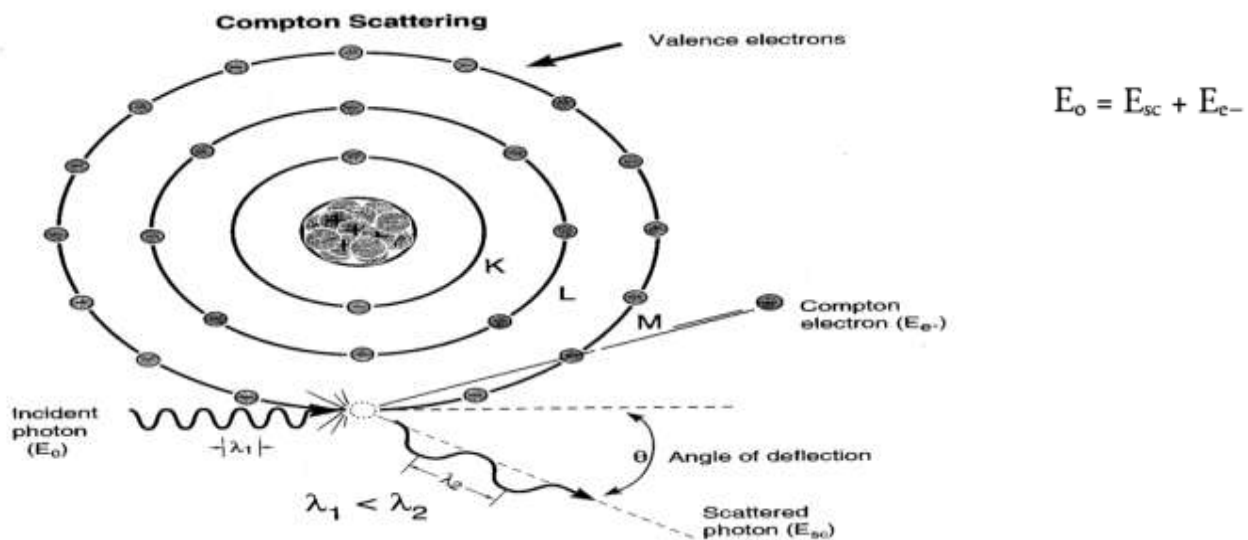 Compton Scattering
Valence electrons
E₀ = Eₛc + Eₑ₋
K
L
M
Compton
electron (Eₑ-)
Incident
photon
(E₀)
λ₁
θ Angle of deflection
λ₂
λ₁ < λ₂
Scattered
photon (Eₛc)